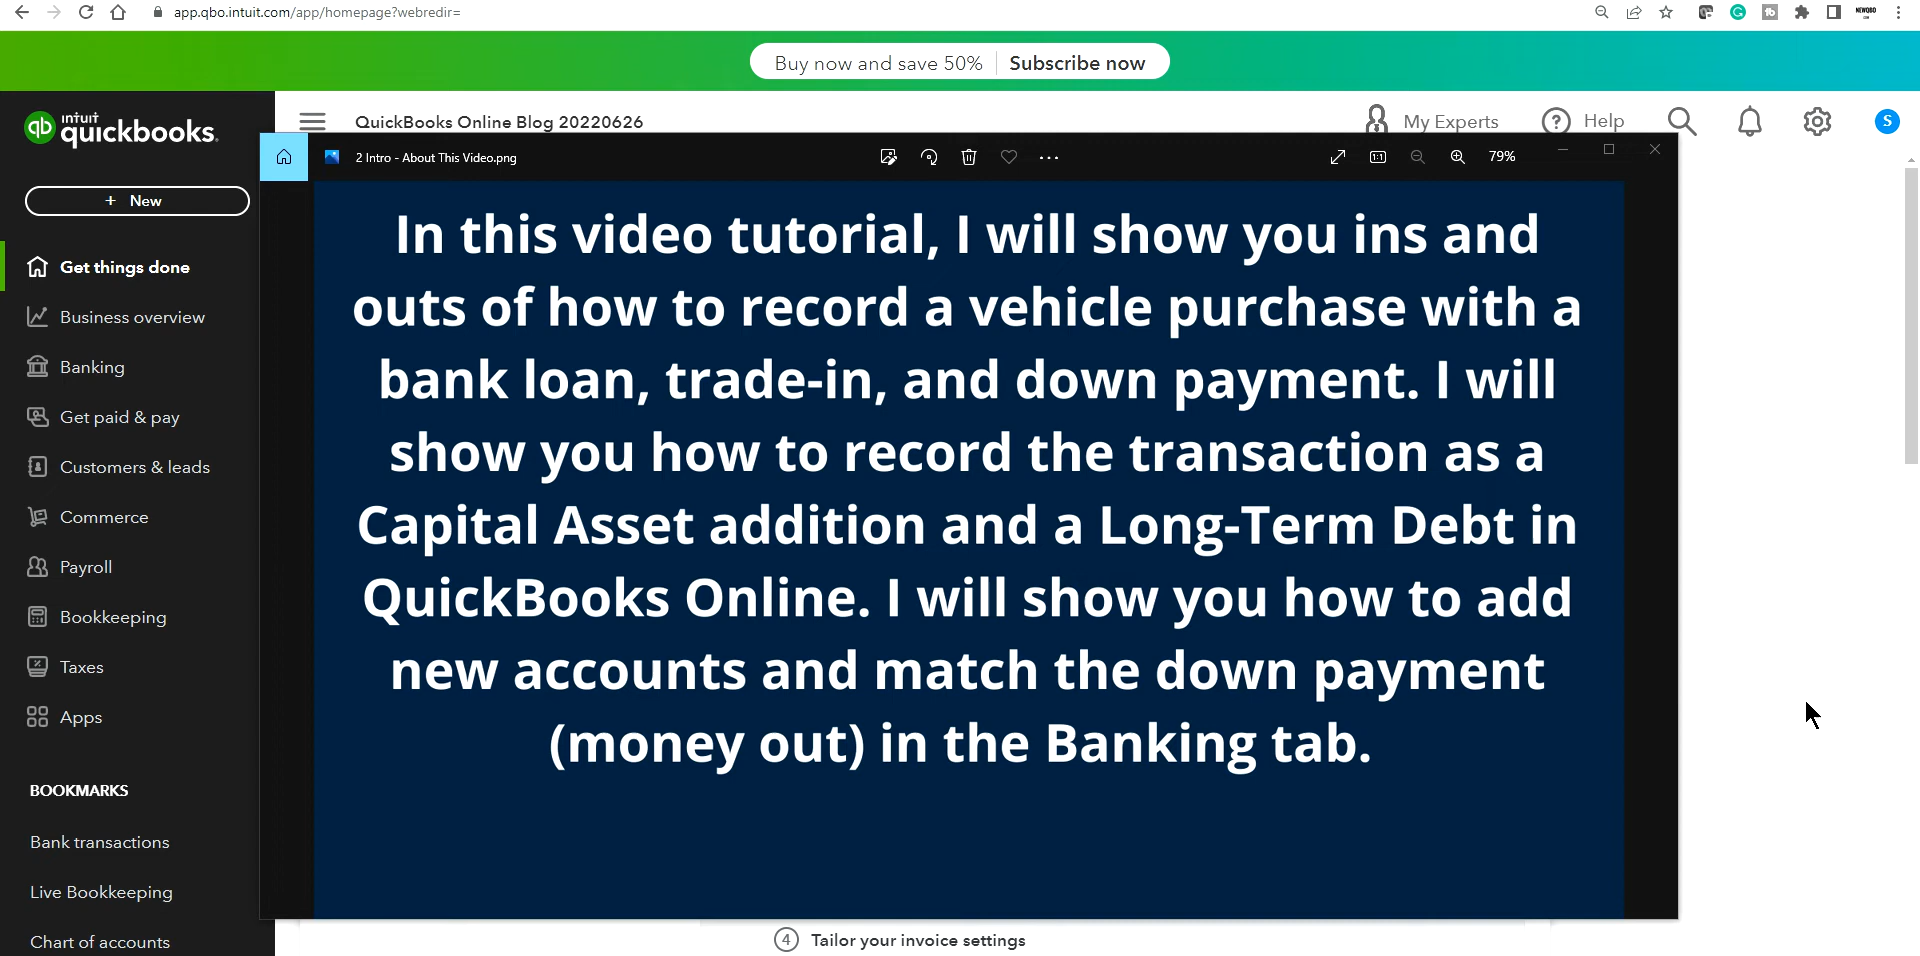 app.qbo.intuit.com/app/homepage?webredir=
Buy now and save 50% Subscribe now
qb intuit quickbooks.
QuickBooks Online Blog 20220626
My Experts
? Help
S
2 Intro - About This Video.png
1:1
79%
+ New
Get things done
Business overview
Banking
Get paid & pay
Customers & leads
Commerce
Payroll
Bookkeeping
Taxes
Apps
BOOKMARKS
Bank transactions
Live Bookkeeping
Chart of accounts
In this video tutorial, I will show you ins and
outs of how to record a vehicle purchase with a
bank loan, trade-in, and down payment. I will
show you how to record the transaction as a
Capital Asset addition and a Long-Term Debt in
QuickBooks Online. I will show you how to add
new accounts and match the down payment
(money out) in the Banking tab.
4 Tailor your invoice settings